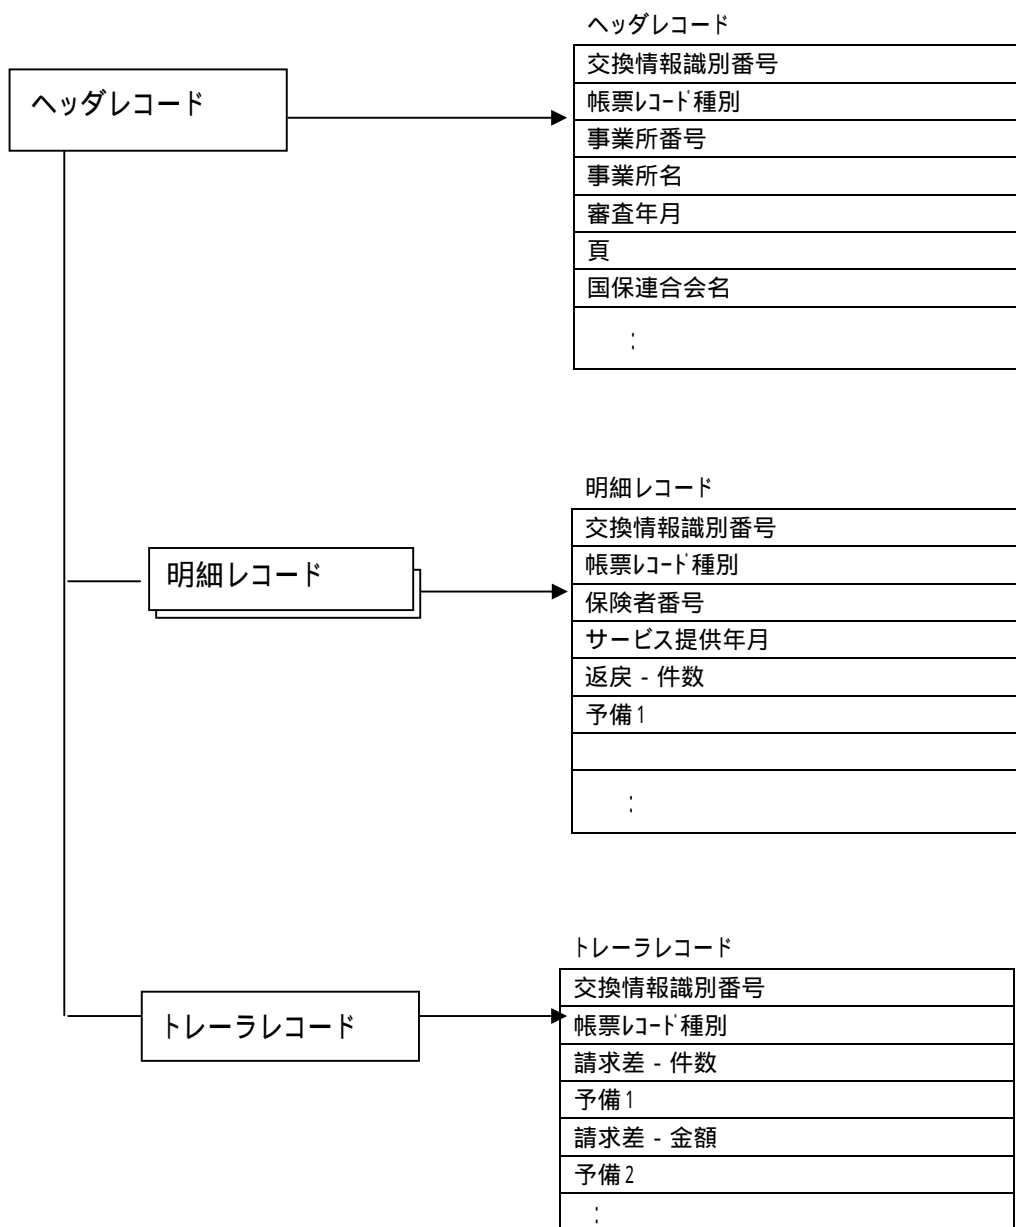 ヘッダレコード
ヘッダレコード
交換情報識別番号
帳票ﾚｺｰﾄﾞ種別
事業所番号
事業所名
審査年月
頁
国保連合会名
:
明細レコード
明細レコード
交換情報識別番号
帳票ﾚｺｰﾄﾞ種別
保険者番号
サービス提供年月
返戻 - 件数
予備1
:
トレーラレコード
トレーラレコード
交換情報識別番号
帳票ﾚｺｰﾄﾞ種別
請求差 - 件数
予備1
請求差 - 金額
予備2
: